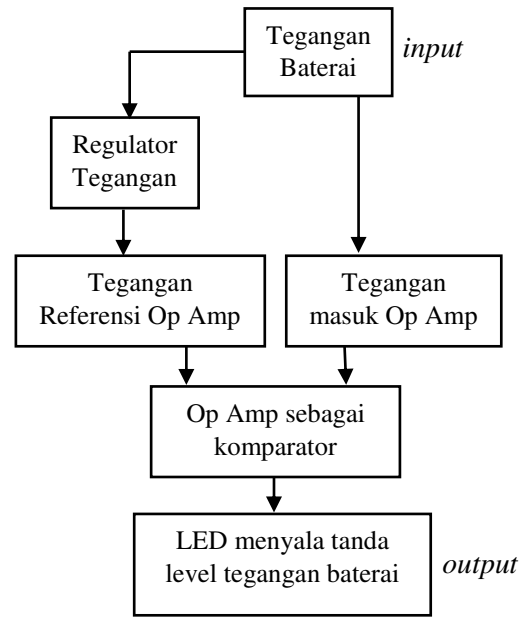 Tegangan
Baterai
input
Regulator
Tegangan
Tegangan
Referensi Op Amp
Tegangan
masuk Op Amp
Op Amp sebagai
komparator
LED menyala tanda
level tegangan baterai
output